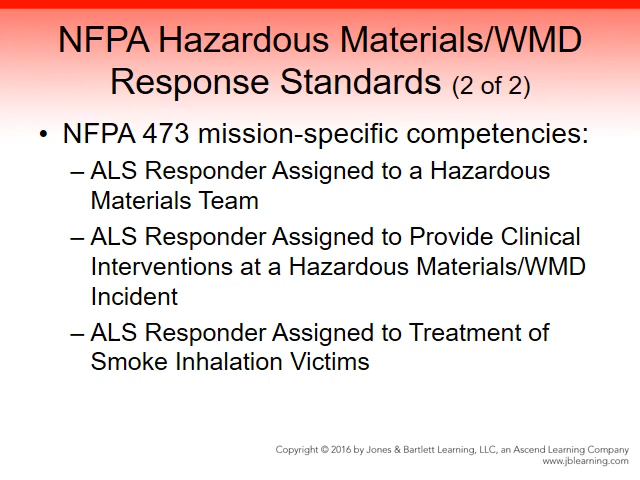 NFPA Hazardous Materials/WMD
Response Standards (2 of 2)
• NFPA 473 mission-specific competencies:
– ALS Responder Assigned to a Hazardous
Materials Team
– ALS Responder Assigned to Provide Clinical
Interventions at a Hazardous Materials/WMD
Incident
– ALS Responder Assigned to Treatment of
Smoke Inhalation Victims
Copyright © 2016 by Jones & Bartlett Learning, LLC, an Ascend Learning Company
www.jblearning.com